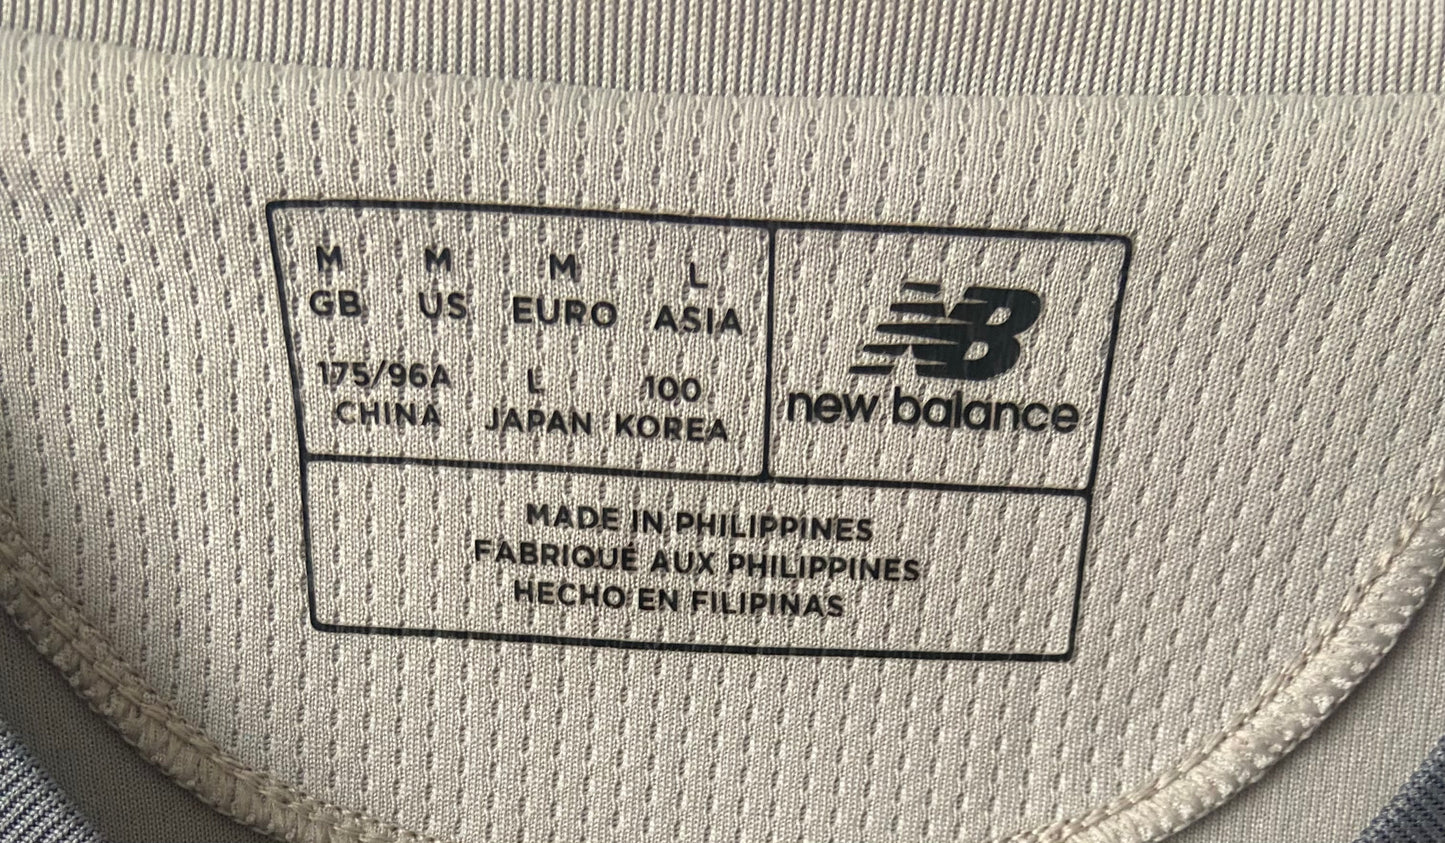 M M M L
GB US EURO ASIA
175/96A L 100
CHINA JAPAN KOREA
NB
new balance
MADE IN PHILIPPINES
FABRIQUÉ AUX PHILIPPINES
HECHO EN FILIPINAS